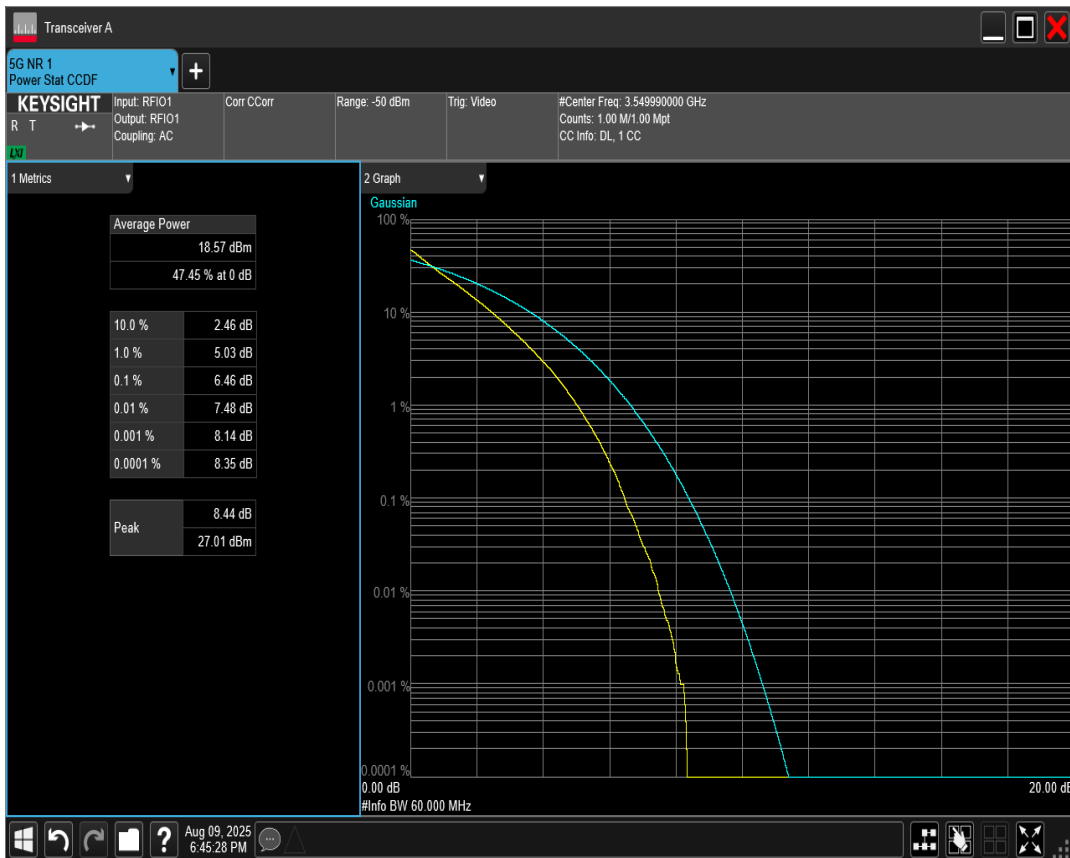 Transceiver A
5G NR 1
Power Stat CCDF
KEYSIGHT
R T
LXI
Input: RFIO1
Output: RFIO1
Coupling: AC
Corr CCorr
Range: -50 dBm
Trig: Video
#Center Freq: 3.549990000 GHz
Counts: 1.00 M/1.00 Mpt
CC Info: DL, 1 CC
1 Metrics
Average Power
18.57 dBm
47.45 % at 0 dB
10.0 % 2.46 dB
1.0 % 5.03 dB
0.1 % 6.46 dB
0.01 % 7.48 dB
0.001 % 8.14 dB
0.0001 % 8.35 dB
Peak
8.44 dB
27.01 dBm
2 Graph
Gaussian
100 %
10 %
1 %
0.1 %
0.01 %
0.001 %
0.0001 %
0.00 dB 20.00 dB
#Info BW 60.000 MHz
?
Aug 09, 2025
6:45:28 PM